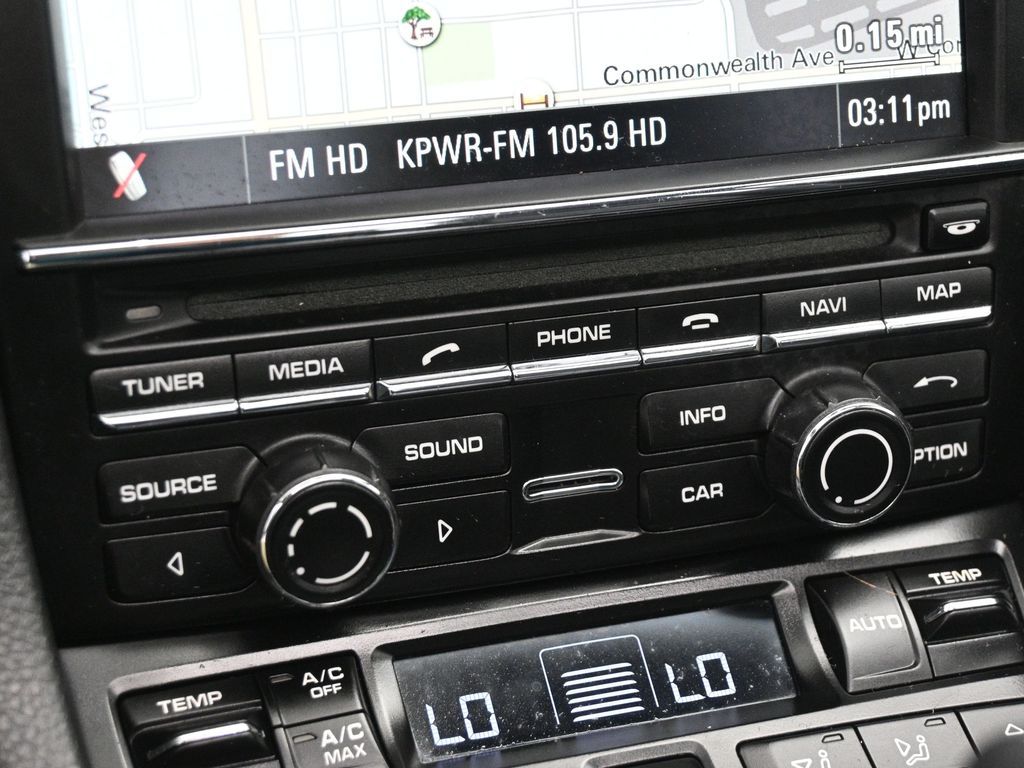 0.15 mi
Commonwealth Ave
Wes
FM HD KPWR-FM 105.9 HD
03:11pm
TUNER
MEDIA
PHONE
NAVI
MAP
SOURCE
SOUND
INFO
CAR
PTION
TEMP
A/C
OFF
A/C
MAX
LO
LO
AUTO
TEMP